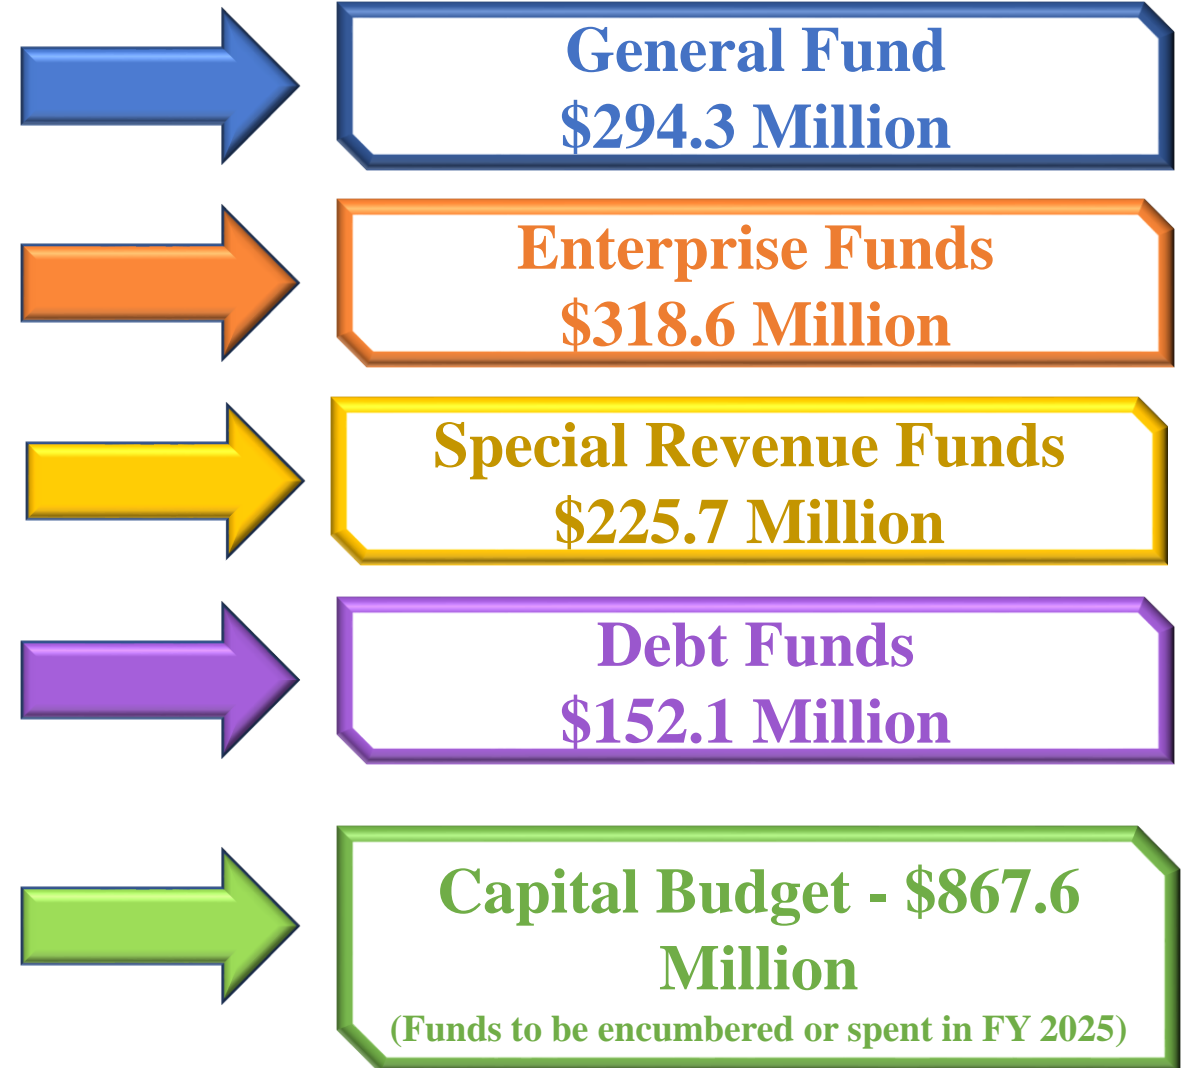 General Fund
$294.3 Million
Enterprise Funds
$318.6 Million
Special Revenue Funds
$225.7 Million
Debt Funds
$152.1 Million
Capital Budget - $867.6
Million
(Funds to be encumbered or spent in FY 2025)